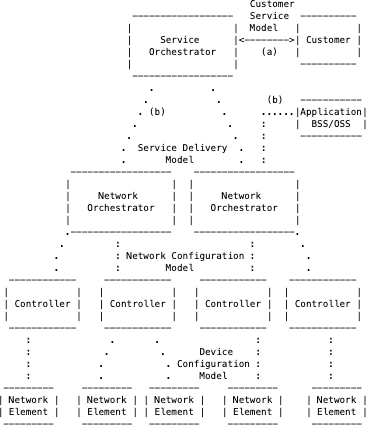 Customer
Service
Model
Service Orchestrator
(a)
Customer
(b)
(b)
Application
BSS/OSS
Service Delivery
Model
Network
Orchestrator
Network
Orchestrator
Network Configuration
Model
Controller
Controller
Controller
Controller
Device
Configuration
Model
Network
Element
Network
Element
Network
Element
Network
Element
Network
Element